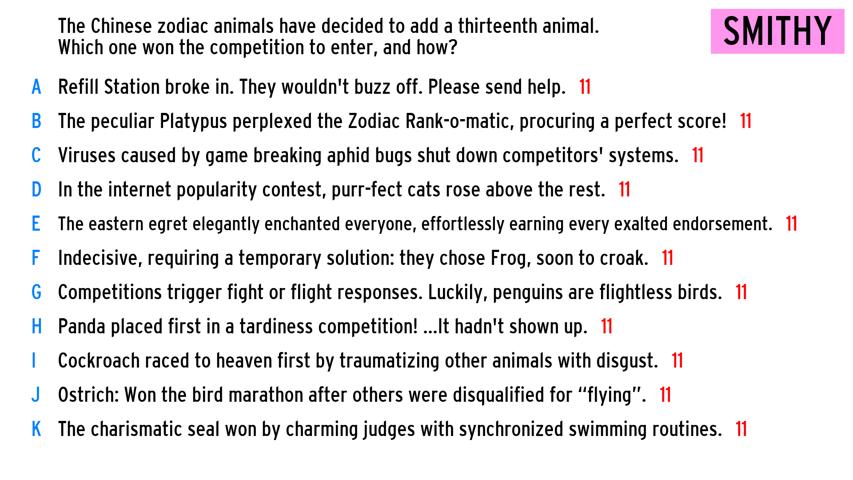 The Chinese zodiac animals have decided to add a thirteenth animal.
Which one won the competition to enter, and how?
SMITHY
A Refill Station broke in. They wouldn't buzz off. Please send help. 11
B The peculiar Platypus perplexed the Zodiac Rank-o-matic, procuring a perfect score! 11
C Viruses caused by game breaking aphid bugs shut down competitors' systems. 11
D In the internet popularity contest, purr-fect cats rose above the rest. 11
E The eastern egret elegantly enchanted everyone, effortlessly earning every exalted endorsement. 11
F Indecisive, requiring a temporary solution: they chose Frog, soon to croak. 11
G Competitions trigger fight or flight responses. Luckily, penguins are flightless birds. 11
H Panda placed first in a tardiness competition! ...It hadn't shown up. 11
I Cockroach raced to heaven first by traumatizing other animals with disgust. 11
J Ostrich: Won the bird marathon after others were disqualified for “flying”. 11
K The charismatic seal won by charming judges with synchronized swimming routines. 11